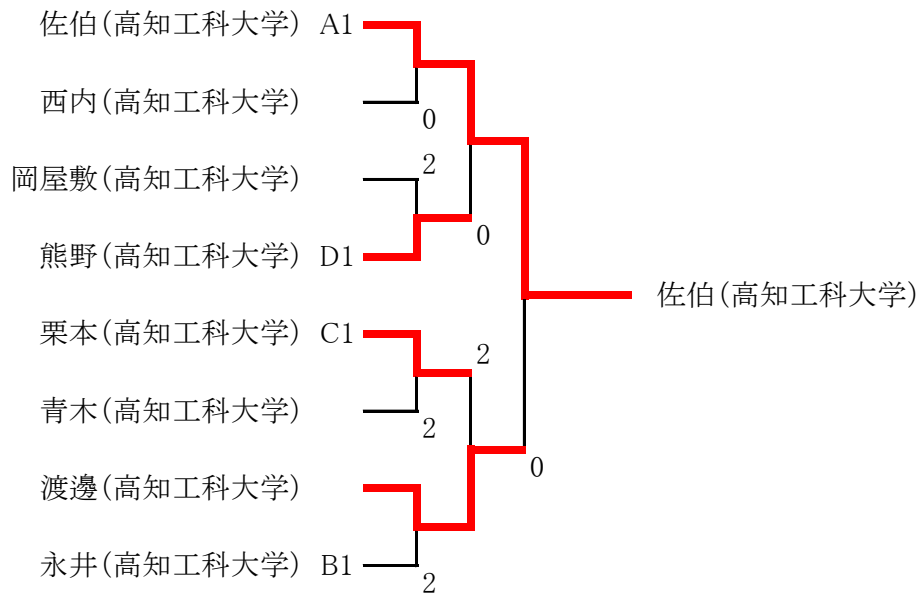 佐伯(高知工科大学) A1
西内(高知工科大学)
0
2
岡屋敷(高知工科大学)
0
熊野(高知工科大学) D1
佐伯(高知工科大学)
栗本(高知工科大学) C1
2
青木(高知工科大学)
2
0
渡邊(高知工科大学)
永井(高知工科大学) B1
2